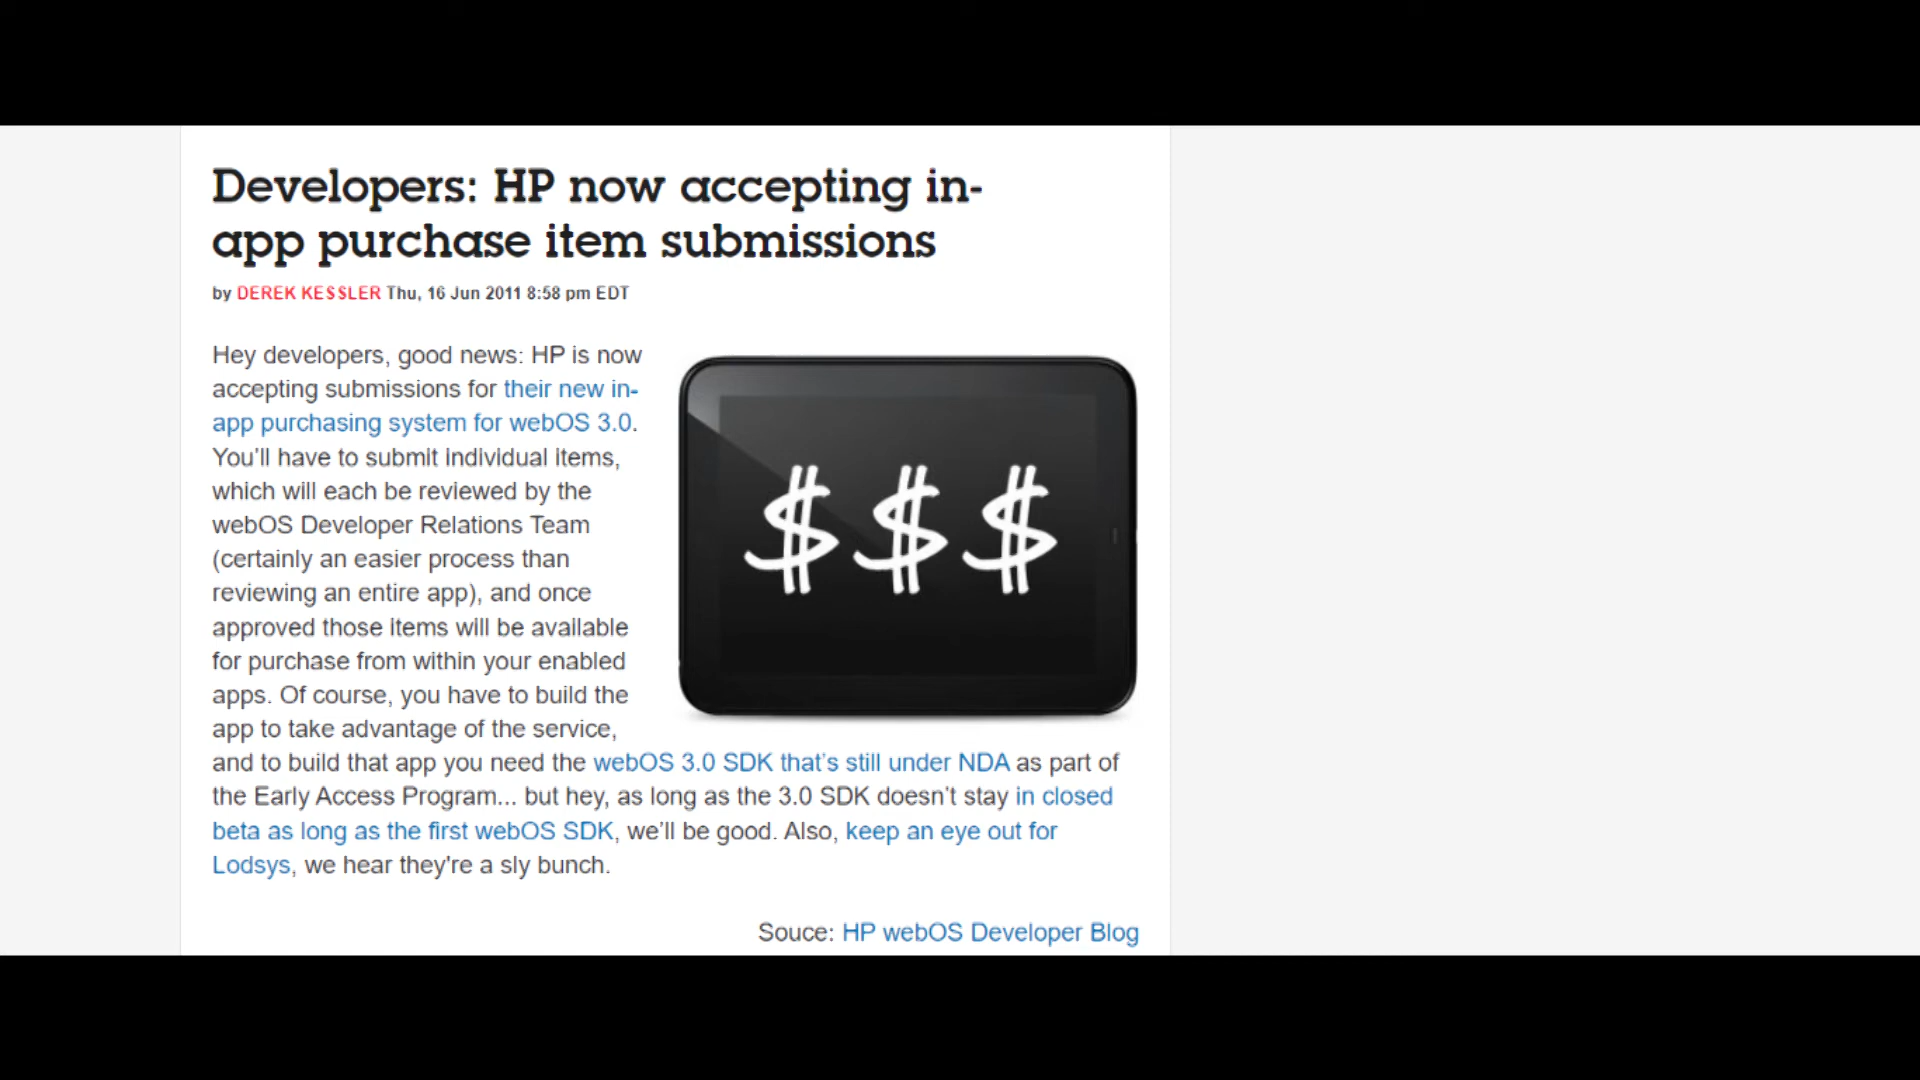 Developers: HP now accepting in-
app purchase item submissions
by DEREK KESSLER Thu, 16 Jun 2011 8:58 pm EDT
Hey developers, good news: HP is now
accepting submissions for their new in-
app purchasing system for webOS 3.0.
You'll have to submit individual items,
which will each be reviewed by the
webOS Developer Relations Team
(certainly an easier process than
reviewing an entire app), and once
approved those items will be available
for purchase from within your enabled
apps. Of course, you have to build the
app to take advantage of the service,
and to build that app you need the webOS 3.0 SDK that's still under NDA as part of
the Early Access Program... but hey, as long as the 3.0 SDK doesn't stay in closed
beta as long as the first webOS SDK, we'll be good. Also, keep an eye out for
Lodsys, we hear they're a sly bunch.
$$$
Souce: HP webOS Developer Blog